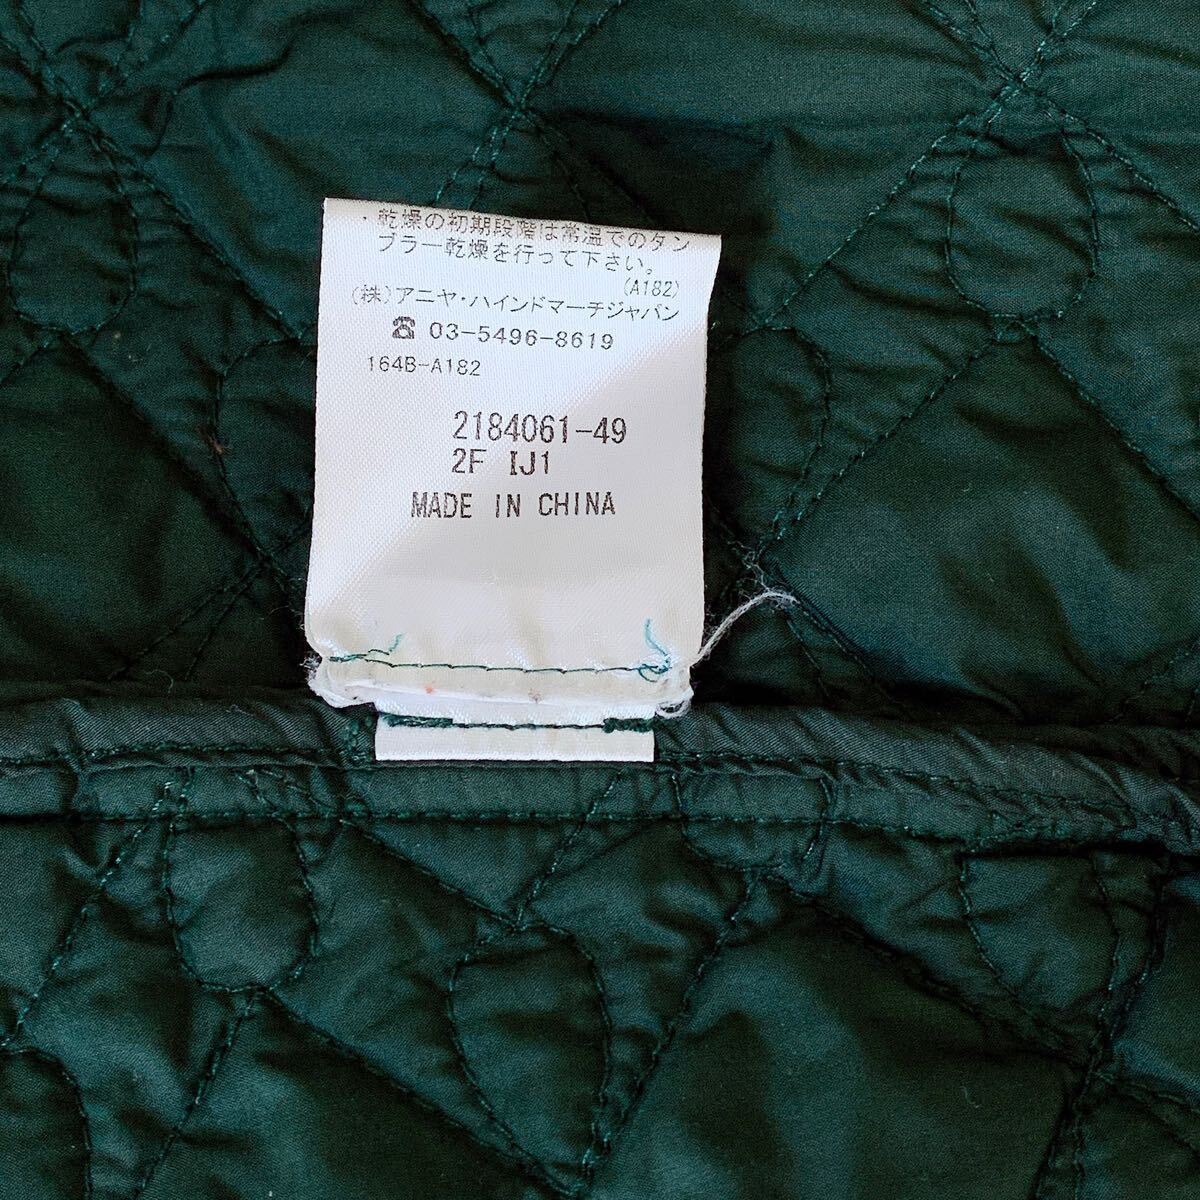 ・乾燥の初期段階は常温でのタン
ブラー乾燥を行って下さい。
(A182)
(株)アニヤ・ハインドマーチジャパン
☎ 03-5496-8619
164B-A182
2184061-49
2F IJ1
MADE IN CHINA